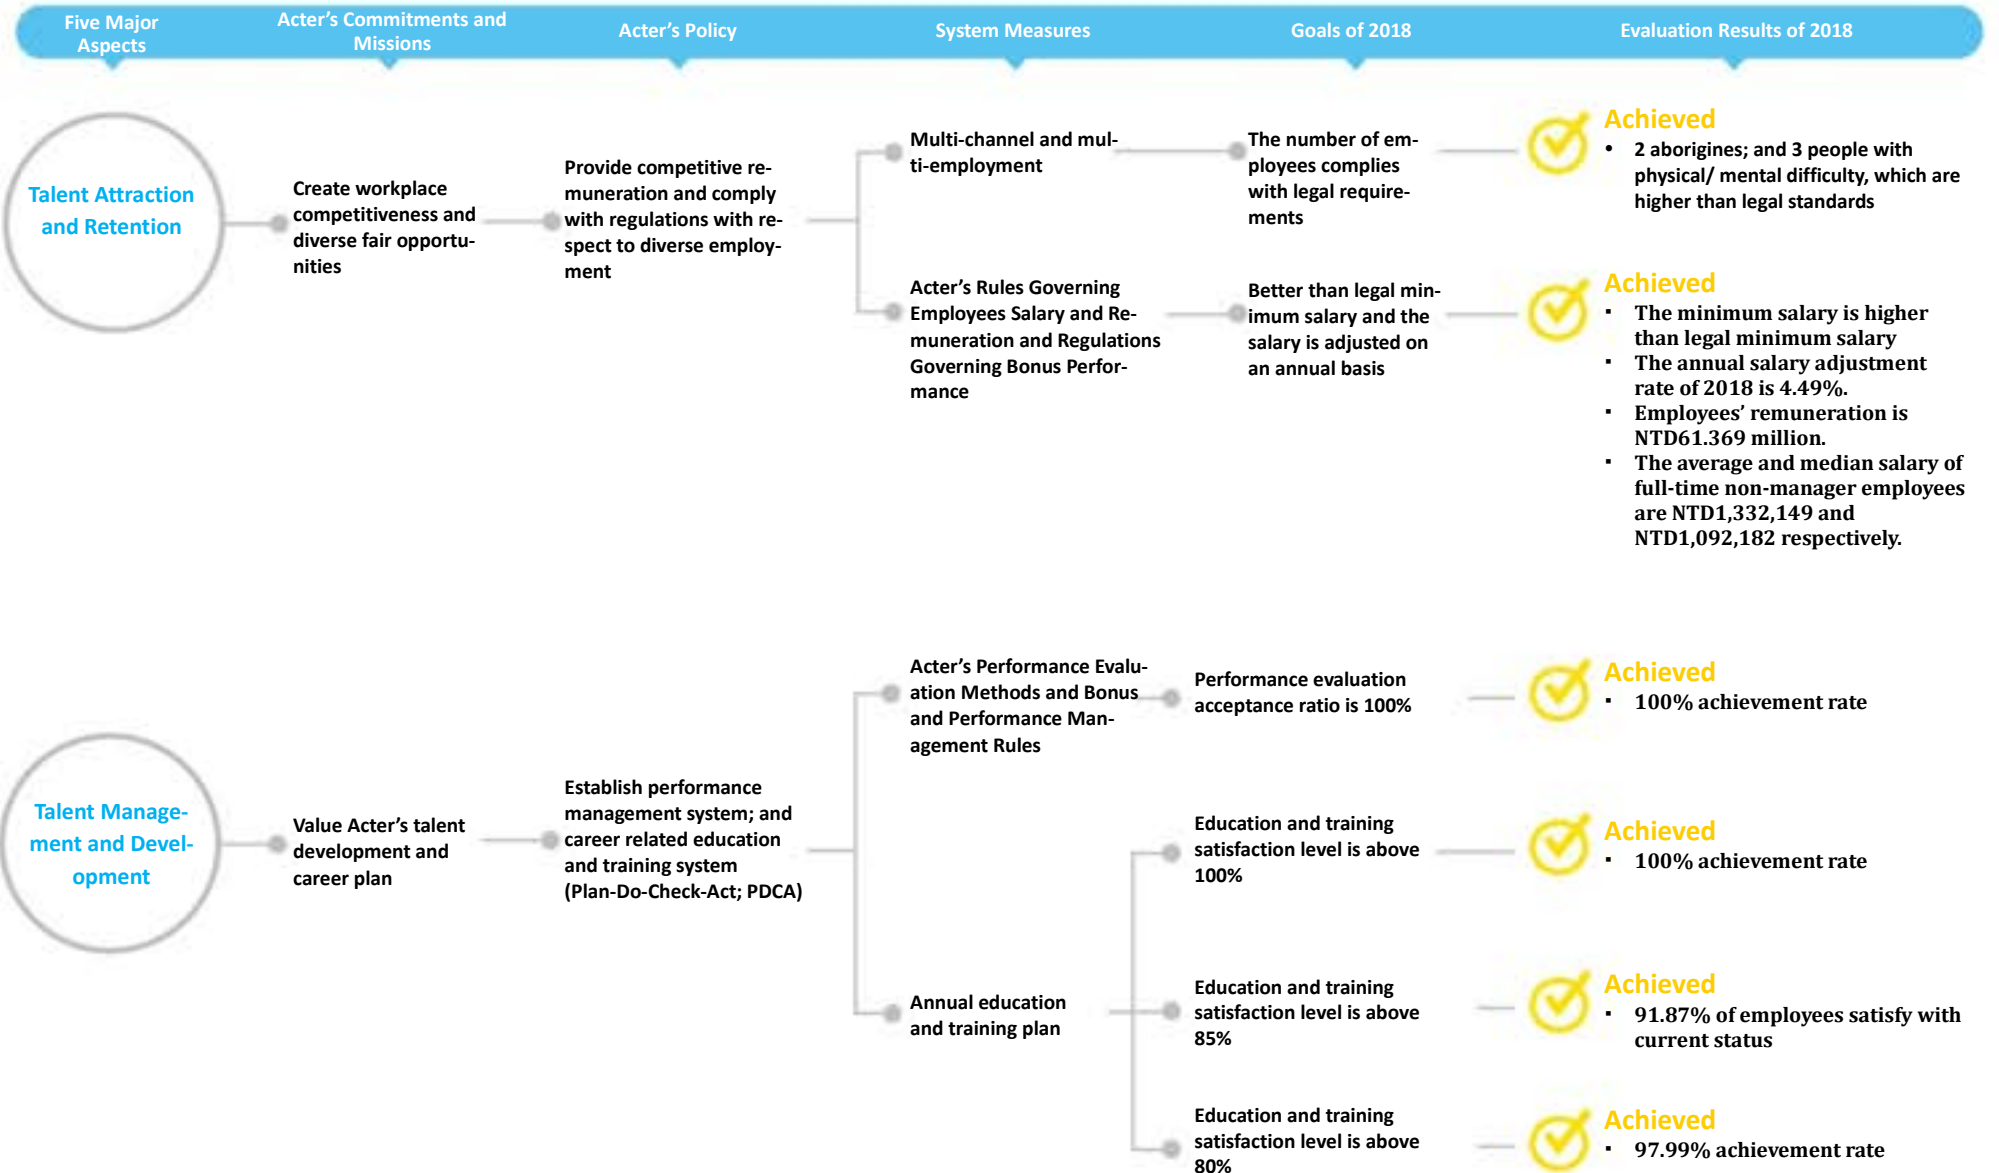 Five Major
Aspects
Acter’s Commitments and
Missions
Acter’s Policy
System Measures
Goals of 2018
Evaluation Results of 2018
Talent Attraction
and Retention
Create workplace
competitiveness and
diverse fair opportu-
nities
Provide competitive re-
muneration and comply
with regulations with re-
spect to diverse employ-
ment
Multi-channel and mul-
ti-employment
The number of em-
ployees complies
with legal require-
ments
Achieved
• 2 aborigines; and 3 people with
physical/ mental difficulty, which are
higher than legal standards
Acter’s Rules Governing
Employees Salary and Re-
muneration and Regulations
Governing Bonus Perfor-
mance
Better than legal min-
imum salary and the
salary is adjusted on
an annual basis
Achieved
▪ The minimum salary is higher
than legal minimum salary
▪ The annual salary adjustment
rate of 2018 is 4.49%.
▪ Employees’ remuneration is
NTD61.369 million.
▪ The average and median salary of
full-time non-manager employees
are NTD1,332,149 and
NTD1,092,182 respectively.
Talent Manage-
ment and Devel-
opment
Value Acter’s talent
development and
career plan
Establish performance
management system; and
career related education
and training system
(Plan-Do-Check-Act; PDCA)
Acter’s Performance Evalu-
ation Methods and Bonus
and Performance Man-
agement Rules
Performance evaluation
acceptance ratio is 100%
Achieved
▪ 100% achievement rate
Annual education
and training plan
Education and training
satisfaction level is above
100%
Achieved
▪ 100% achievement rate
Education and training
satisfaction level is above
85%
Achieved
▪ 91.87% of employees satisfy with
current status
Education and training
satisfaction level is above
80%
Achieved
▪ 97.99% achievement rate